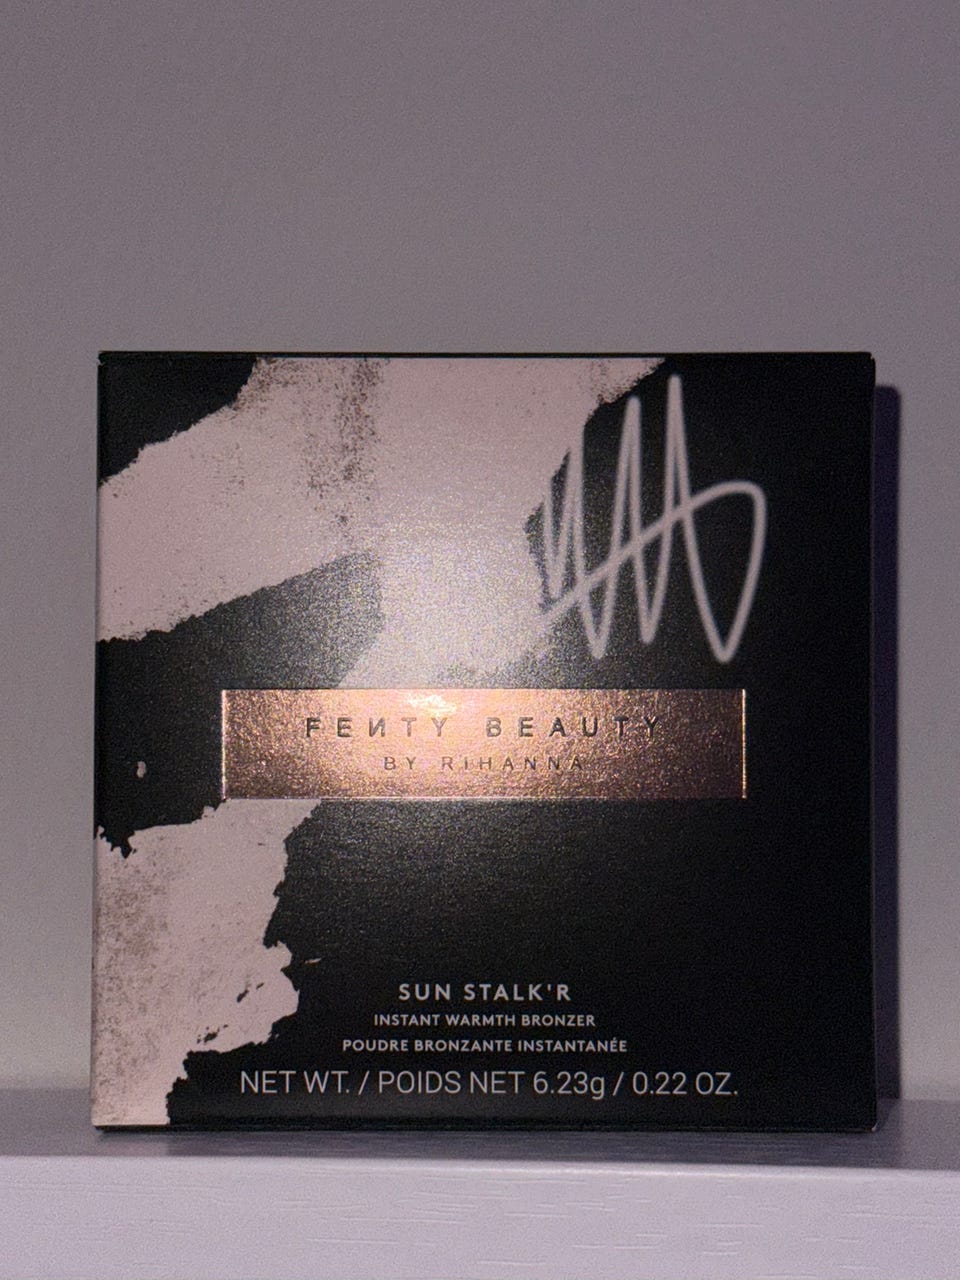 FEИTY BEAUTY
BY RIHANNA
SUN STALK'R
INSTANT WARMTH BRONZER
POUDRE BRONZANTE INSTANTANÉE
NET WT. / POIDS NET 6.23g / 0.22 OZ.